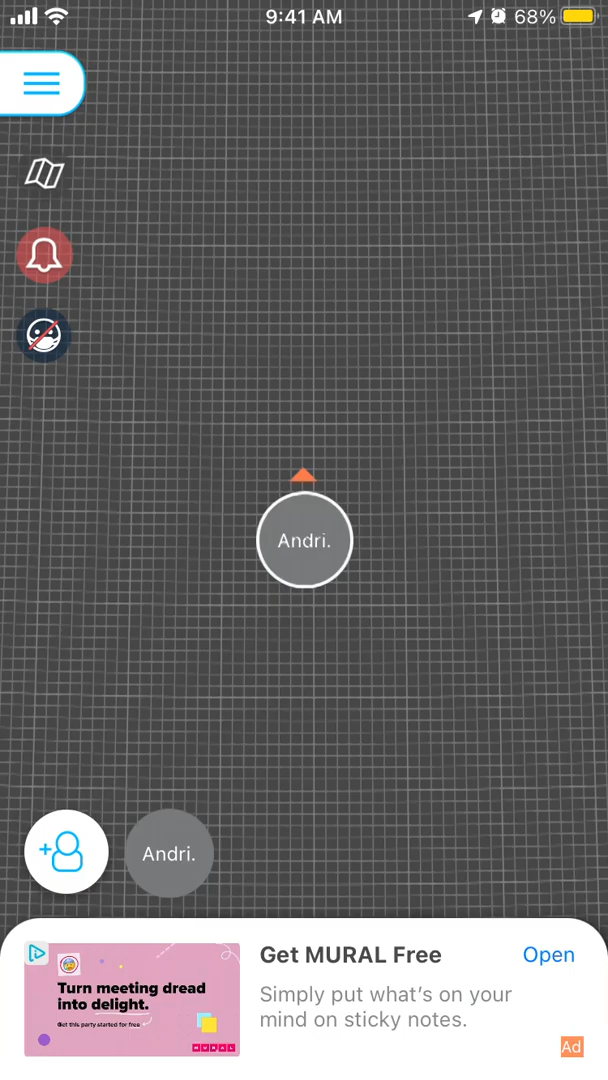 9:41 AM
68%
Andri.
Andri.
Turn meeting dread
into delight.
Get this party started for free
MURAL
Get MURAL Free
Open
Simply put what's on your
mind on sticky notes.
Ad